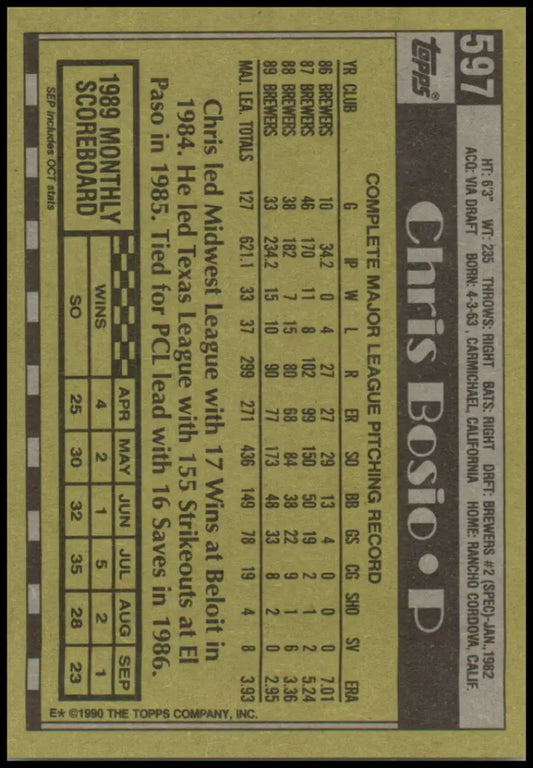 597
Topps®
HT: 6'3" WT: 235 THROWS: RIGHT BATS: RIGHT DRFT: BREWERS #2 (SPEC)-JAN., 1982
ACQ: VIA DRAFT BORN: 4-3-63, CARMICHAEL, CALIFORNIA HOME: RANCHO CORDOVA, CALIF.
Chris Bosio • P
COMPLETE MAJOR LEAGUE PITCHING RECORD
YR CLUB G IP W L R ER SO BB GS CG SHO SV ERA
86 BREWERS 10 34.2 0 4 27 27 29 13 4 0 0 0 7.01
87 BREWERS 46 170 11 8 102 99 150 50 19 2 1 2 5.24
88 BREWERS 38 182 7 15 80 68 84 38 22 9 1 6 3.36
89 BREWERS 33 234.2 15 10 90 77 173 48 33 8 2 0 2.95
MAJ. LEA. TOTALS 127 621.1 33 37 299 271 436 149 78 19 4 8 3.93
Chris led Midwest League with 17 Wins at Beloit in
1984. He led Texas League with 155 Strikeouts at El
Paso in 1985. Tied for PCL lead with 16 Saves in 1986.
1989 MONTHLY
SCOREBOARD
APR MAY JUN JUL AUG SEP
WINS 4 2 1 5 2 1
SO 25 30 32 35 28 23
SEP includes OCT stats
E* ©1990 THE TOPPS COMPANY, INC.